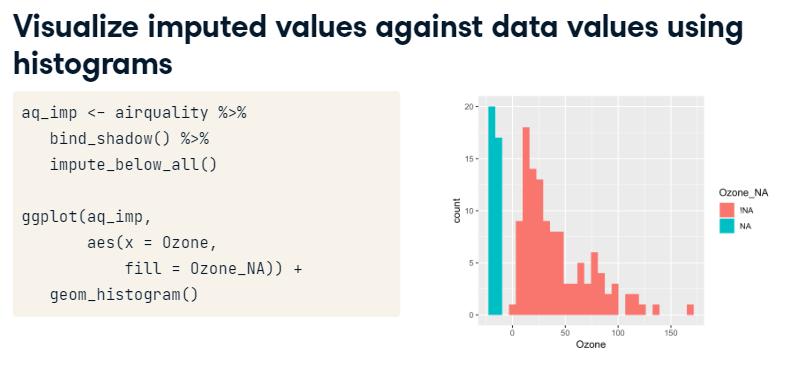 Visualize imputed values against data values using
histograms
aq_imp <- airquality %>%
bind_shadow() %>%
impute_below_all()
ggplot(aq_imp,
aes(x = Ozone,
fill = Ozone_NA)) +
geom_histogram()
20
15
10
5
0
count
0 50 100 150
Ozone
Ozone_NA
!NA
NA